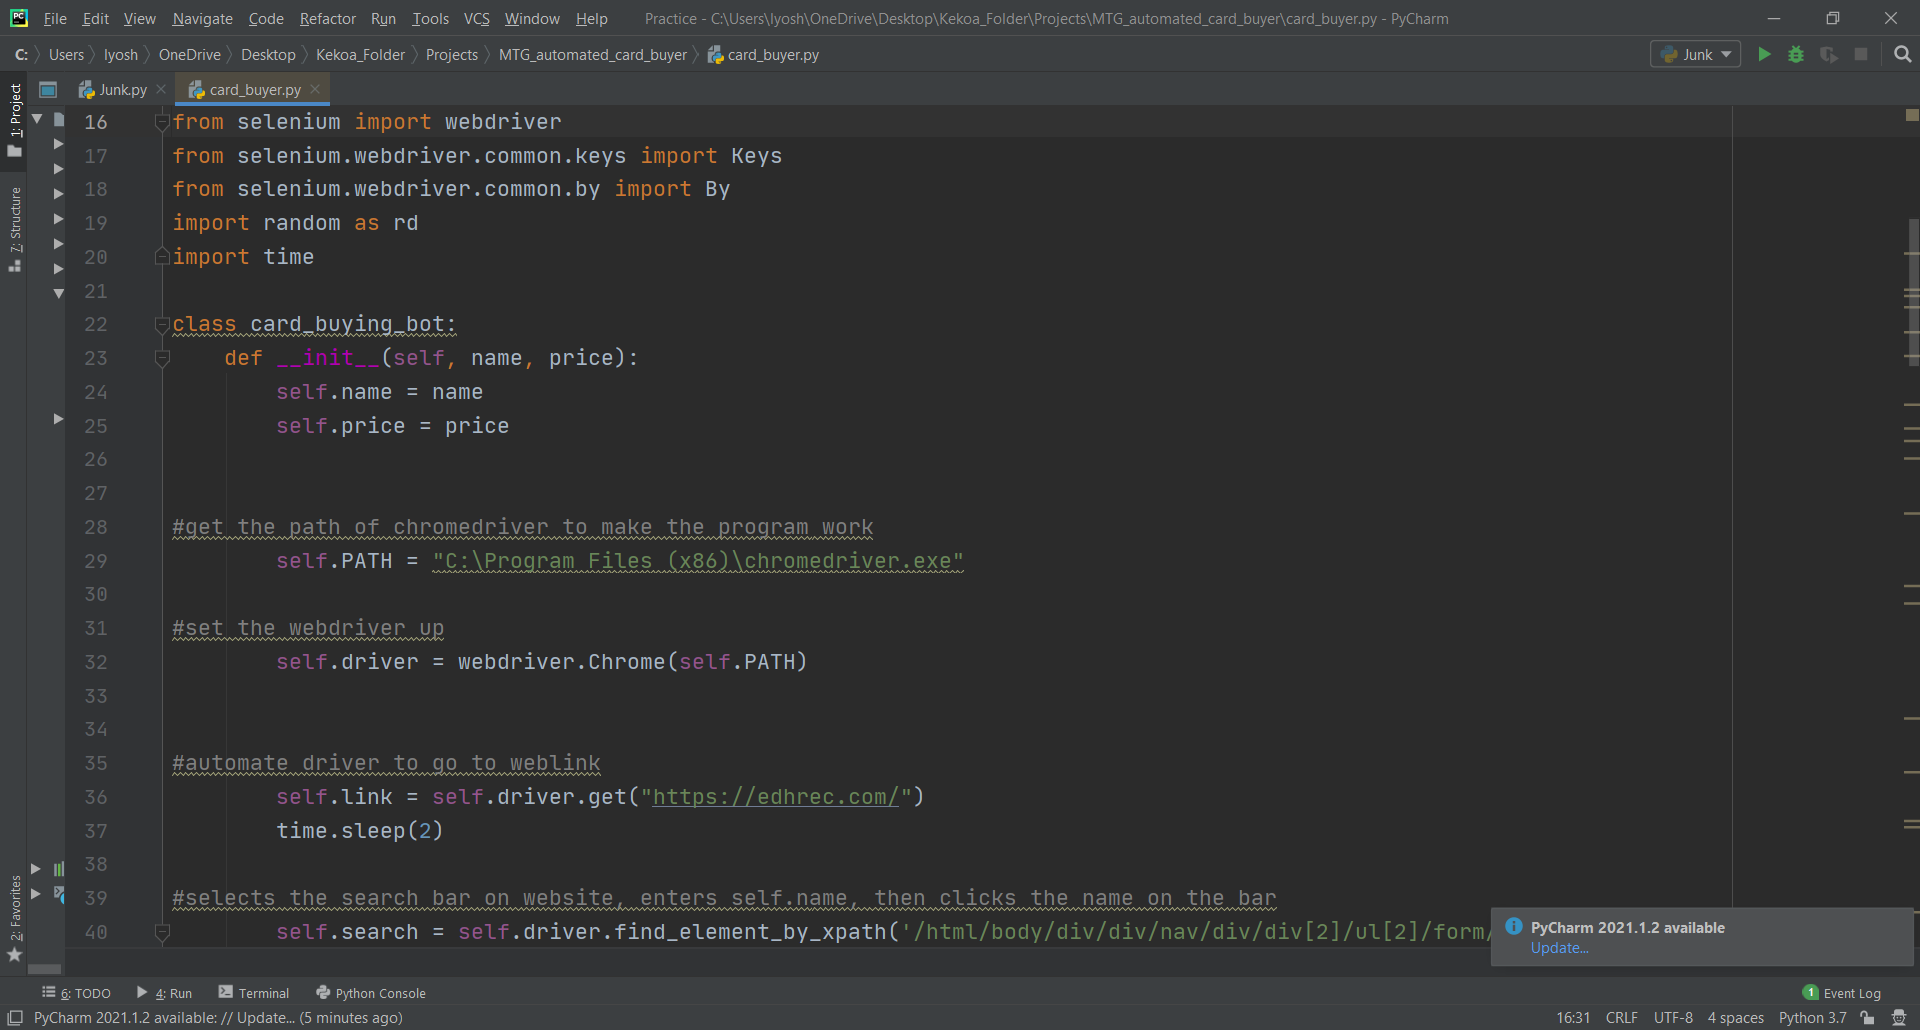 File Edit View Navigate Code Refactor Run Tools VCS Window Help Practice - C:\Users\lyosh\OneDrive\Desktop\Kekoa_Folder\Projects\MTG_automated_card_buyer\card_buyer.py - PyCharm
C: Users lyosh OneDrive Desktop Kekoa_Folder Projects MTG_automated_card_buyer card_buyer.py Junk
Junk.py card_buyer.py
1: Project
7: Structure
2: Favorites
16 from selenium import webdriver
17 from selenium.webdriver.common.keys import Keys
18 from selenium.webdriver.common.by import By
19 import random as rd
20 import time
21
22 class card_buying_bot:
23 def __init__(self, name, price):
24 self.name = name
25 self.price = price
26
27
28 #get the path of chromedriver to make the program work
29 self.PATH = "C:\Program Files (x86)\chromedriver.exe"
30
31 #set the webdriver up
32 self.driver = webdriver.Chrome(self.PATH)
33
34
35 #automate driver to go to weblink
36 self.link = self.driver.get("https://edhrec.com/")
37 time.sleep(2)
38
39 #selects the search bar on website, enters self.name, then clicks the name on the bar
40 self.search = self.driver.find_element_by_xpath('/html/body/div/div/nav/div/div[2]/ul[2]/form/
PyCharm 2021.1.2 available
Update...
6: TODO 4: Run Terminal Python Console 1 Event Log
PyCharm 2021.1.2 available: // Update... (5 minutes ago) 16:31 CRLF UTF-8 4 spaces Python 3.7